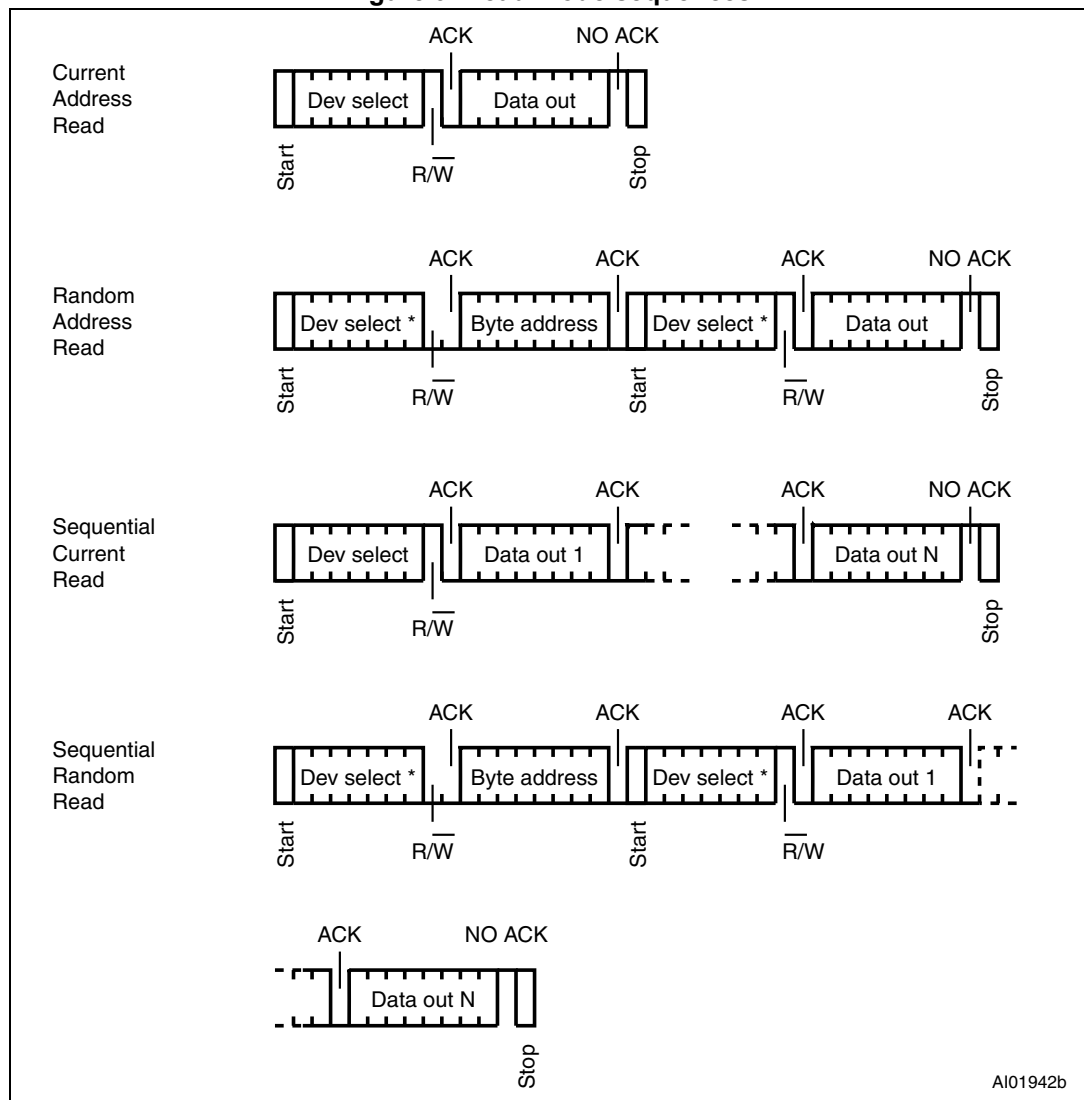 ACK NO ACK
Current
Address
Read
Dev select Data out
Start R/W̅ Stop
ACK ACK ACK NO ACK
Random
Address
Read
Dev select * Byte address Dev select * Data out
Start R/W̅ Start R̅/W Stop
ACK ACK ACK NO ACK
Sequential
Current
Read
Dev select Data out 1 Data out N
Start R/W̅ Stop
ACK ACK ACK ACK
Sequential
Random
Read
Dev select * Byte address Dev select * Data out 1
Start R/W̅ Start R̅/W
ACK NO ACK
Data out N
Stop
AI01942b